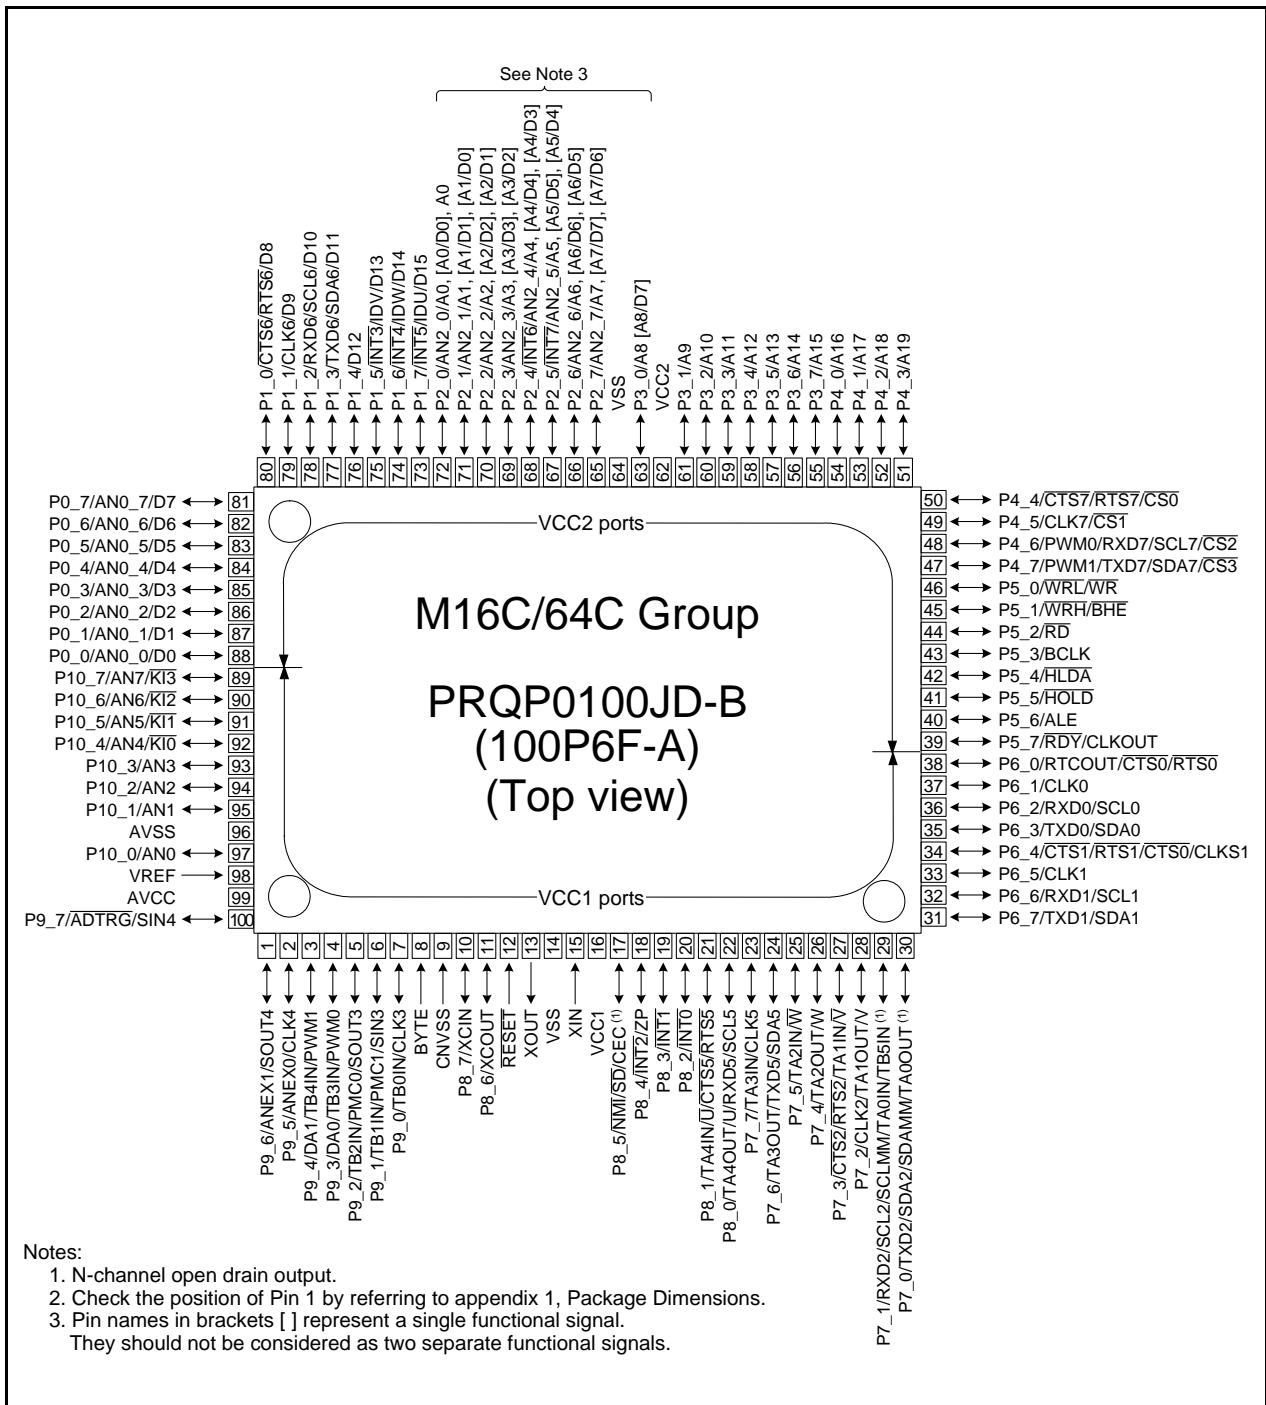 See Note 3
P1_0/CTS6/RTS6/D8
P1_1/CLK6/D9
P1_2/RXD6/SCL6/D10
P1_3/TXD6/SDA6/D11
P1_4/D12
P1_5/INT3/IDV/D13
P1_6/INT4/IDW/D14
P1_7/INT5/IDU/D15
P2_0/AN2_0/A0, [A0/D0], A0
P2_1/AN2_1/A1, [A1/D1], [A1/D0]
P2_2/AN2_2/A2, [A2/D2], [A2/D1]
P2_3/AN2_3/A3, [A3/D3], [A3/D2]
P2_4/INT6/AN2_4/A4, [A4/D4], [A4/D3]
P2_5/INT7/AN2_5/A5, [A5/D5], [A5/D4]
P2_6/AN2_6/A6, [A6/D6], [A6/D5]
P2_7/AN2_7/A7, [A7/D7], [A7/D6]
VSS
P3_0/A8 [A8/D7]
VCC2
P3_1/A9
P3_2/A10
P3_3/A11
P3_4/A12
P3_5/A13
P3_6/A14
P3_7/A15
P4_0/A16
P4_1/A17
P4_2/A18
P4_3/A19
80 79 78 77 76 75 74 73 72 71 70 69 68 67 66 65 64 63 62 61 60 59 58 57 56 55 54 53 52 51
P0_7/AN0_7/D7 81
P0_6/AN0_6/D6 82
P0_5/AN0_5/D5 83
P0_4/AN0_4/D4 84
P0_3/AN0_3/D3 85
P0_2/AN0_2/D2 86
P0_1/AN0_1/D1 87
P0_0/AN0_0/D0 88
P10_7/AN7/KI3 89
P10_6/AN6/KI2 90
P10_5/AN5/KI1 91
P10_4/AN4/KI0 92
P10_3/AN3 93
P10_2/AN2 94
P10_1/AN1 95
AVSS 96
P10_0/AN0 97
VREF 98
AVCC 99
P9_7/ADTRG/SIN4 100
VCC2 ports
M16C/64C Group
PRQP0100JD-B
(100P6F-A)
(Top view)
VCC1 ports
50 P4_4/CTS7/RTS7/CS0
49 P4_5/CLK7/CS1
48 P4_6/PWM0/RXD7/SCL7/CS2
47 P4_7/PWM1/TXD7/SDA7/CS3
46 P5_0/WRL/WR
45 P5_1/WRH/BHE
44 P5_2/RD
43 P5_3/BCLK
42 P5_4/HLDA
41 P5_5/HOLD
40 P5_6/ALE
39 P5_7/RDY/CLKOUT
38 P6_0/RTCOUT/CTS0/RTS0
37 P6_1/CLK0
36 P6_2/RXD0/SCL0
35 P6_3/TXD0/SDA0
34 P6_4/CTS1/RTS1/CTS0/CLKS1
33 P6_5/CLK1
32 P6_6/RXD1/SCL1
31 P6_7/TXD1/SDA1
1 2 3 4 5 6 7 8 9 10 11 12 13 14 15 16 17 18 19 20 21 22 23 24 25 26 27 28 29 30
P9_6/ANEX1/SOUT4
P9_5/ANEX0/CLK4
P9_4/DA1/TB4IN/PWM1
P9_3/DA0/TB3IN/PWM0
P9_2/TB2IN/PMC0/SOUT3
P9_1/TB1IN/PMC1/SIN3
P9_0/TB0IN/CLK3
BYTE
CNVSS
P8_7/XCIN
P8_6/XCOUT
RESET
XOUT
VSS
XIN
VCC1
P8_5/NMI/SD/CEC (1)
P8_4/INT2/ZP
P8_3/INT1
P8_2/INT0
P8_1/TA4IN/U/CTS5/RTS5
P8_0/TA4OUT/U/RXD5/SCL5
P7_7/TA3IN/CLK5
P7_6/TA3OUT/TXD5/SDA5
P7_5/TA2IN/W
P7_4/TA2OUT/W
P7_3/CTS2/RTS2/TA1IN/V
P7_2/CLK2/TA1OUT/V
P7_1/RXD2/SCL2/SCLMM/TA0IN/TB5IN (1)
P7_0/TXD2/SDA2/SDAMM/TA0OUT (1)
Notes:
1. N-channel open drain output.
2. Check the position of Pin 1 by referring to appendix 1, Package Dimensions.
3. Pin names in brackets [ ] represent a single functional signal.
They should not be considered as two separate functional signals.